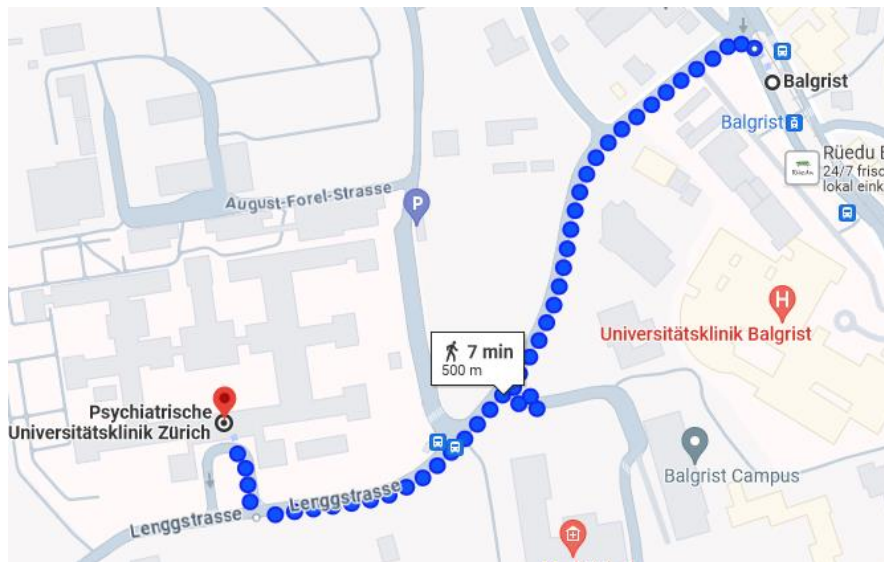 Balgrist
Balgrist
Rüedu B
24/7 frisc
lokal eink
Rüedu
August-Forel-Strasse
P
H
Universitätsklinik Balgrist
7 min
500 m
Psychiatrische
Universitätsklinik Zürich
Balgrist Campus
Lenggstrasse
Lenggstrasse